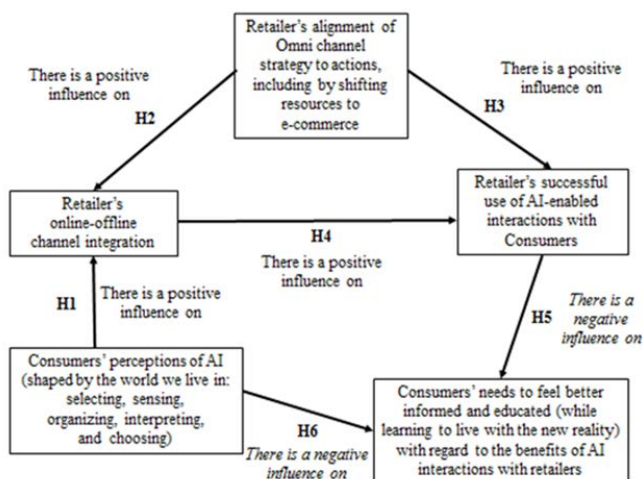 Retailer's alignment of
Omni channel
strategy to actions,
including by shifting
resources to
e-commerce
There is a positive
influence on
H2
There is a positive
influence on
H3
Retailer's
online-offline
channel integration
Retailer's successful
use of AI-enabled
interactions with
Consumers
H4
There is a positive
influence on
H1
There is a positive
influence on
H5
There is a
negative
influence on
Consumers' perceptions of AI
(shaped by the world we live in:
selecting, sensing,
organizing, interpreting,
and choosing)
H6
There is a negative
influence on
Consumers' needs to feel better
informed and educated (while
learning to live with the new reality)
with regard to the benefits of AI
interactions with retailers